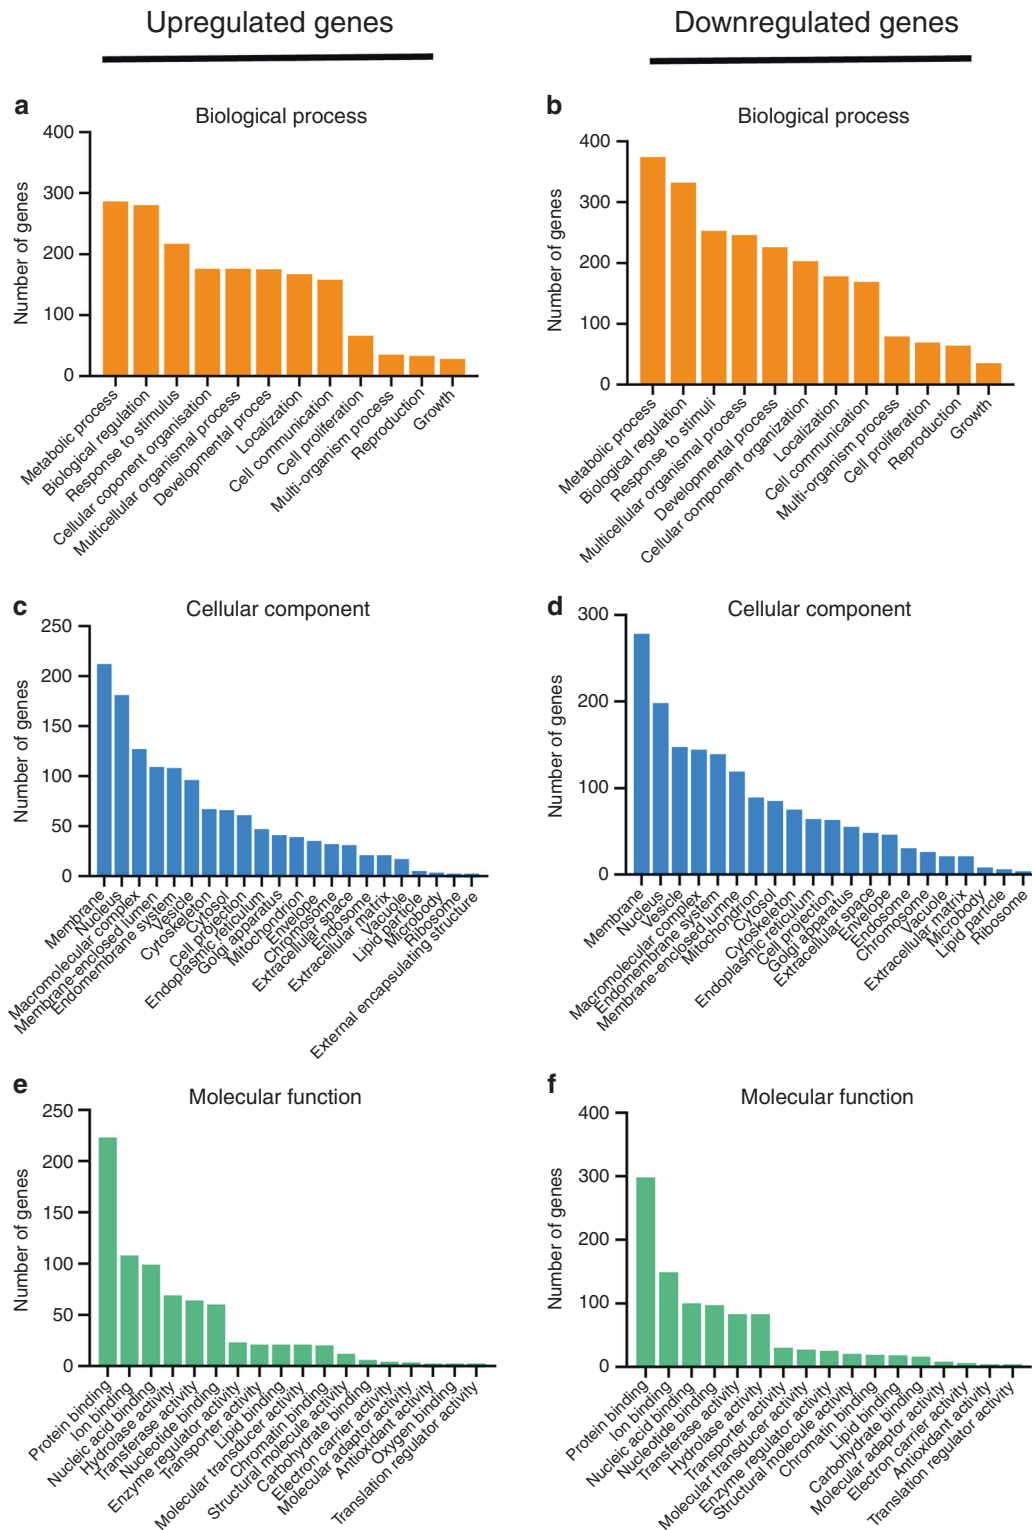 Upregulated genes
Downregulated genes
a
Biological process
Number of genes
400
300
200
100
0
Metabolic process
Biological regulation
Response to stimulus
Cellular coponent organisation
Multicellular organismal process
Developmental proces
Localization
Cell communication
Cell proliferation
Multi-organism process
Reproduction
Growth
b
Biological process
Number of genes
400
300
200
100
0
Metabolic process
Biological regulation
Response to stimuli
Multicellular organismal process
Developmental process
Cellular component organization
Localization
Cell communication
Multi-organism process
Cell proliferation
Reproduction
Growth
c
Cellular component
Number of genes
250
200
150
100
50
0
Membrane
Nucleus
Macromolecular complex
Membrane-enclosed lumen
Endomembrane system
Vesicle
Cytoskeleton
Cytosol
Cell projection
Endoplasmic reticulum
Golgi apparatus
Mitochondrion
Envelope
Chromosome
Extracellular space
Endosome
Extracellular matrix
Vacuole
Lipid particle
Microbody
Ribosome
External encapsulating structure
d
Cellular component
Number of genes
300
200
100
0
Membrane
Nucleus
Vesicle
Macromolecular complex
Endomembrane system
Membrane-enclosed lumne
Mitochondrion
Cytosol
Cytoskeleton
Endoplasmic reticulum
Cell projection
Golgi apparatus
Extracellular space
Envelope
Endosome
Chromosome
Vacuole
Extracellular matrix
Microbody
Lipid particle
Ribosome
e
Molecular function
Number of genes
250
200
150
100
50
0
Protein binding
Ion binding
Nucleic acid binding
Hydrolase activity
Transferase activity
Nucleotide binding
Enzyme regulator activity
Transporter activity
Lipid binding
Molecular transducer activity
Chromatin binding
Structural molecule activity
Carbohydrate binding
Electron carrier activity
Molecular adaptor activity
Antioxidant activity
Oxygen binding
Translation regulator activity
f
Molecular function
Number of genes
400
300
200
100
0
Protein binding
Ion binding
Nucleic acid binding
Nucleotide binding
Transferase activity
Hydrolase activity
Transporter activity
Molecular transducer activity
Enzyme regulator activity
Structural molecule activity
Chromatin binding
Lipid binding
Carbohydrate binding
Molecular adaptor activity
Electron carrier activity
Antioxidant activity
Translation regulator activity